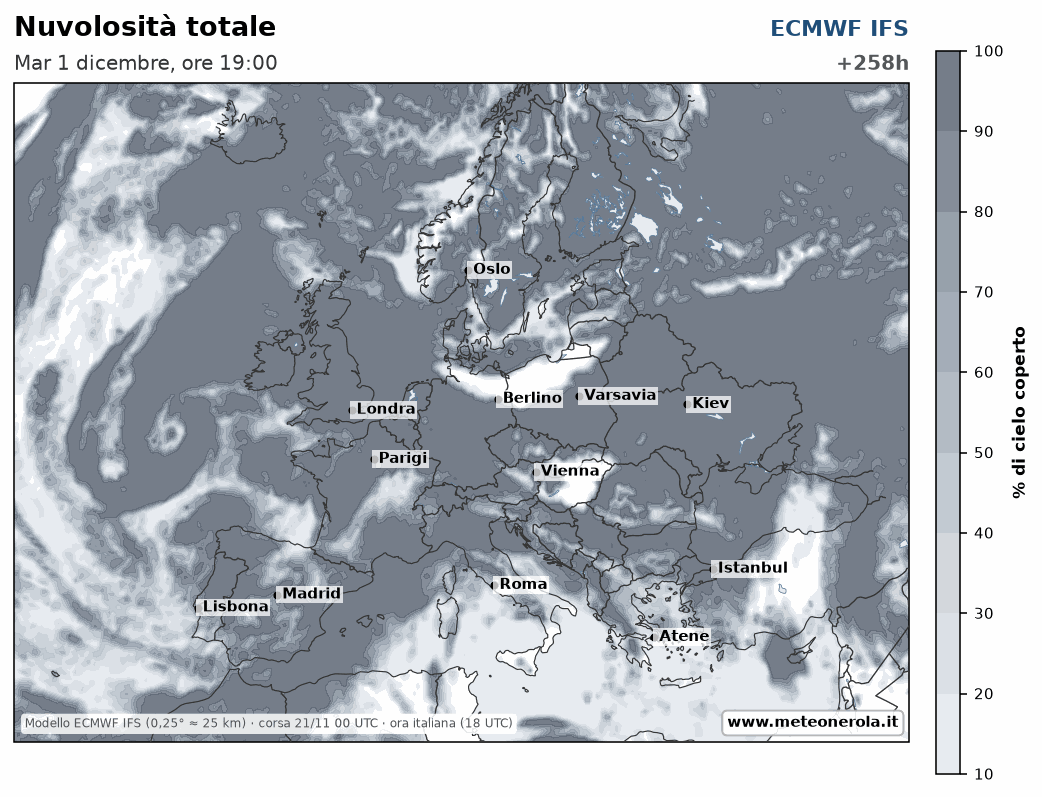 Nuvolosità totale
ECMWF IFS
Mar 1 dicembre, ore 19:00
+258h
100
90
80
70
60
50
40
30
20
10
% di cielo coperto
Oslo
Berlino
Varsavia
Kiev
Londra
Parigi
Vienna
Istanbul
Roma
Madrid
Lisbona
Atene
Modello ECMWF IFS (0,25° ≈ 25 km) · corsa 21/11 00 UTC · ora italiana (18 UTC)
www.meteonerola.it